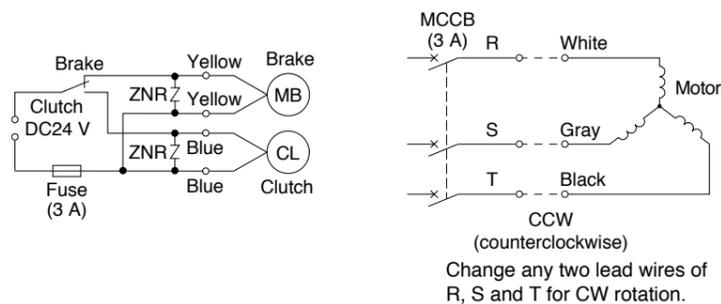 Brake
Clutch
DC24 V
Fuse
(3 A)
ZNR
ZNR
Yellow
Yellow
Blue
Blue
Brake
MB
CL
Clutch
MCCB
(3 A)
R
White
Motor
S
Gray
T
Black
CCW
(counterclockwise)
Change any two lead wires of
R, S and T for CW rotation.